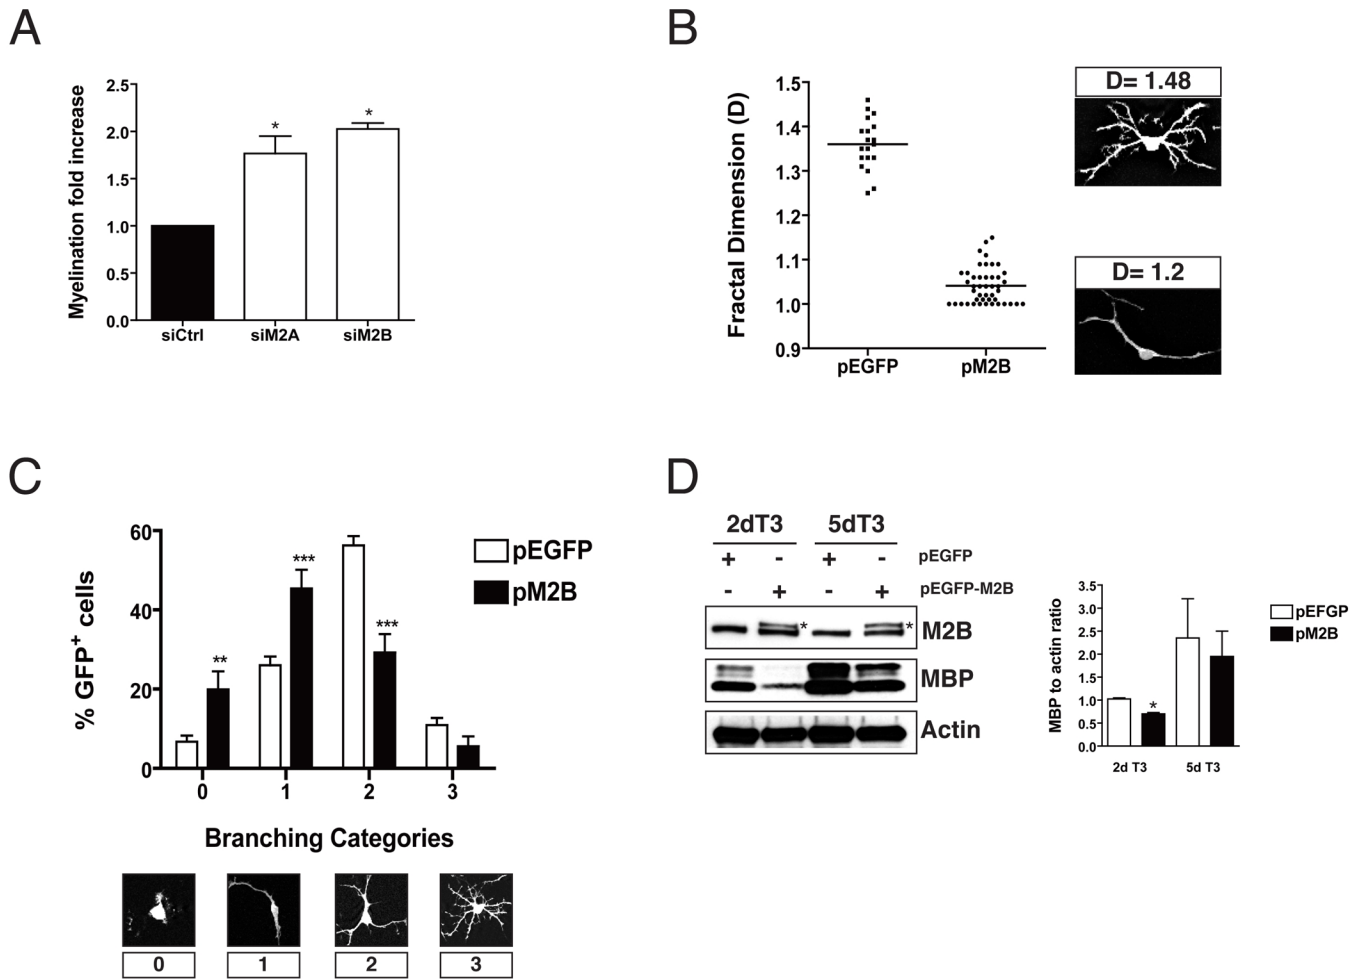 A
Myelination fold increase
2.5
2.0
1.5
1.0
0.5
0.0
*
*
siCtrl siM2A siM2B
B
Fractal Dimension (D)
1.5
1.4
1.3
1.2
1.1
1.0
0.9
pEGFP pM2B
D= 1.48
D= 1.2
C
% GFP+ cells
60
40
20
0
**
***
***
pEGFP
pM2B
0 1 2 3
Branching Categories
0 1 2 3
D
2dT3 5dT3
+ - + - pEGFP
- + - + pEGFP-M2B
* * M2B
MBP
Actin
MBP to actin ratio
3.5
3.0
2.5
2.0
1.5
1.0
0.5
0.0
*
2d T3 5d T3
pEFGP
pM2B